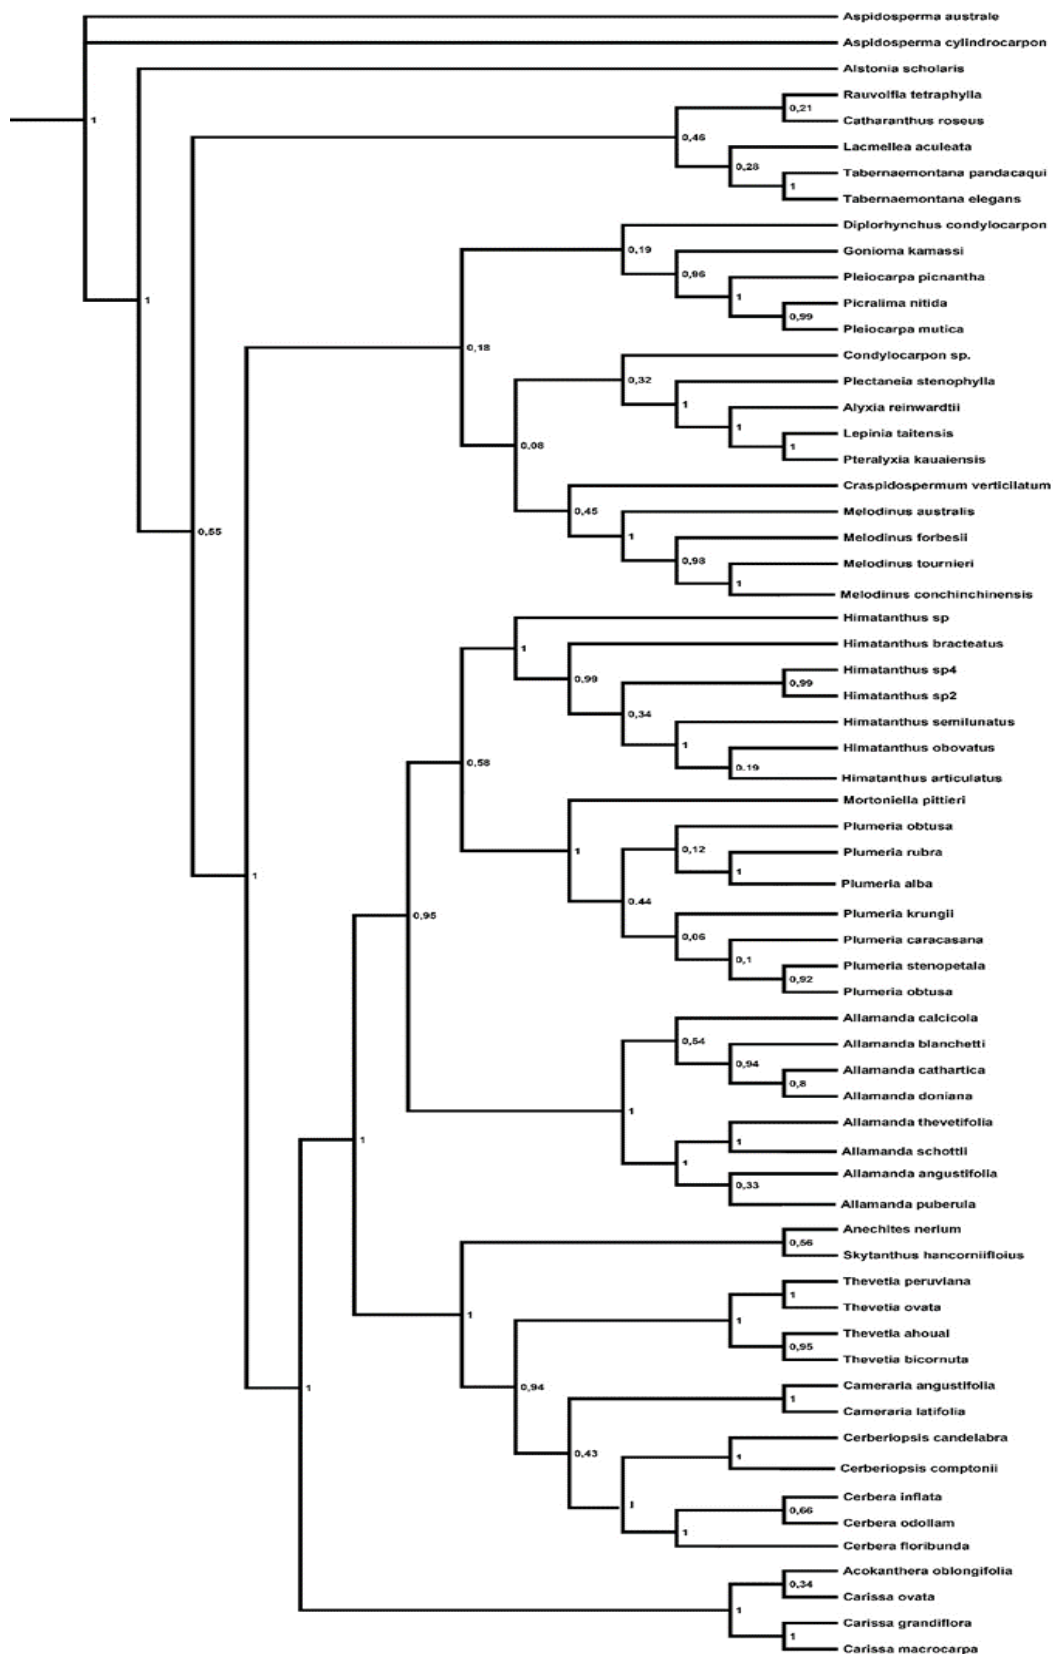 Aspidosperma australe
Aspidosperma cylindrocarpon
Alstonia scholaris
Rauvolfia tetraphylla
0,21
1
Catharanthus roseus
0,46
Lacmellea aculeata
0,28
Tabernaemontana pandacaqui
1
Tabernaemontana elegans
Diplorhynchus condylocarpon
0,19
Gonioma kamassi
0,96
Pleiocarpa picnantha
1
1
Picralima nitida
0,99
Pleiocarpa mutica
0,18
Condylocarpon sp.
0,32
Plectaneia stenophylla
1
Alyxia reinwardtii
1
Lepinia taitensis
0,08
1
Pteralyxia kauaiensis
Craspidospermum verticilatum
0,45
Melodinus australis
0,55
1
Melodinus forbesii
0,98
Melodinus tournieri
1
Melodinus conchinchinensis
Himatanthus sp
1
Himatanthus bracteatus
0,99
Himatanthus sp4
0,99
Himatanthus sp2
0,34
Himatanthus semilunatus
1
Himatanthus obovatus
0,58
0.19
Himatanthus articulatus
Mortoniella pittieri
Plumeria obtusa
0,12
1
Plumeria rubra
1
1
Plumeria alba
0.44
Plumeria krungii
0,95
0,06
Plumeria caracasana
0,1
Plumeria stenopetala
0,92
Plumeria obtusa
Allamanda calcicola
0,54
Allamanda blanchetti
0,94
Allamanda cathartica
0,8
Allamanda doniana
1
Allamanda thevetifolia
1
1
Allamanda schottii
1
Allamanda angustifolia
0,33
Allamanda puberula
Anechites nerium
0,56
Skytanthus hancorniifloius
Thevetia peruviana
1
Thevetia ovata
1
1
Thevetia ahouai
0,95
Thevetia bicornuta
1
0,94
Cameraria angustifolia
1
Cameraria latifolia
Cerberiopsis candelabra
0,43
1
Cerberiopsis comptonii
Cerbera inflata
1
0,66
Cerbera odollam
1
Cerbera floribunda
Acokanthera oblongifolia
0,34
Carissa ovata
1
Carissa grandiflora
1
Carissa macrocarpa